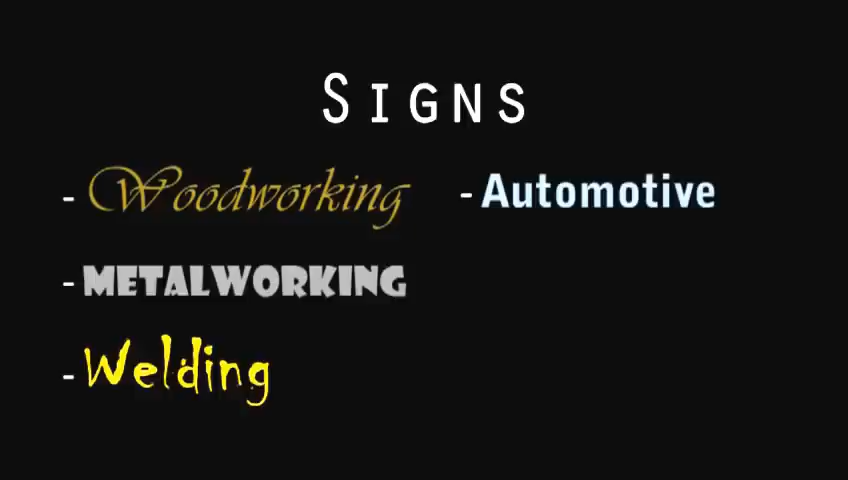 Signs
- Woodworking
- Automotive
- METALWORKING
- Welding